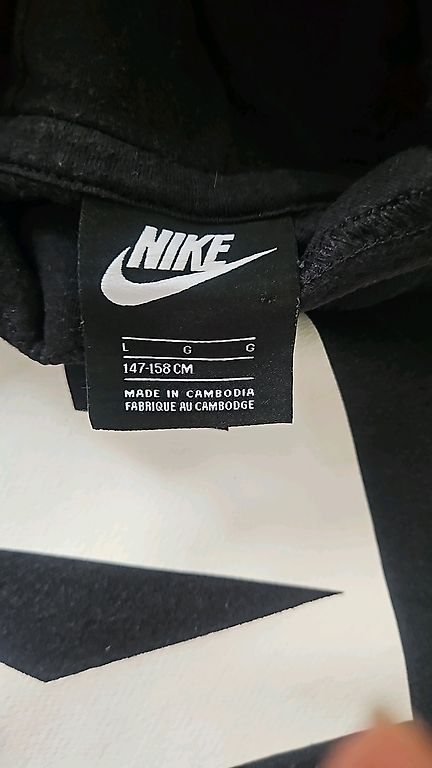 NIKE
L G G
147-158 CM
MADE IN CAMBODIA
FABRIQUE AU CAMBODGE